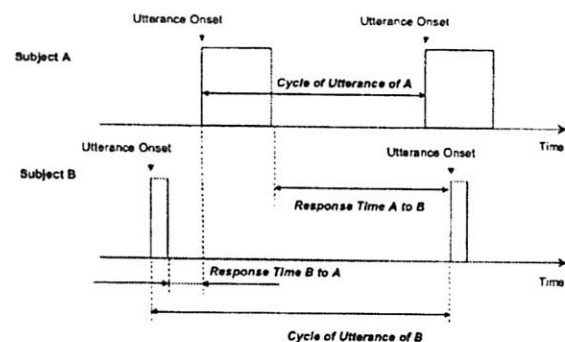 Utterance Onset
Utterance Onset
Subject A
Cycle of Utterance of A
Time
Utterance Onset
Utterance Onset
Subject B
Response Time A to B
Response Time B to A
Time
Cycle of Utterance of B